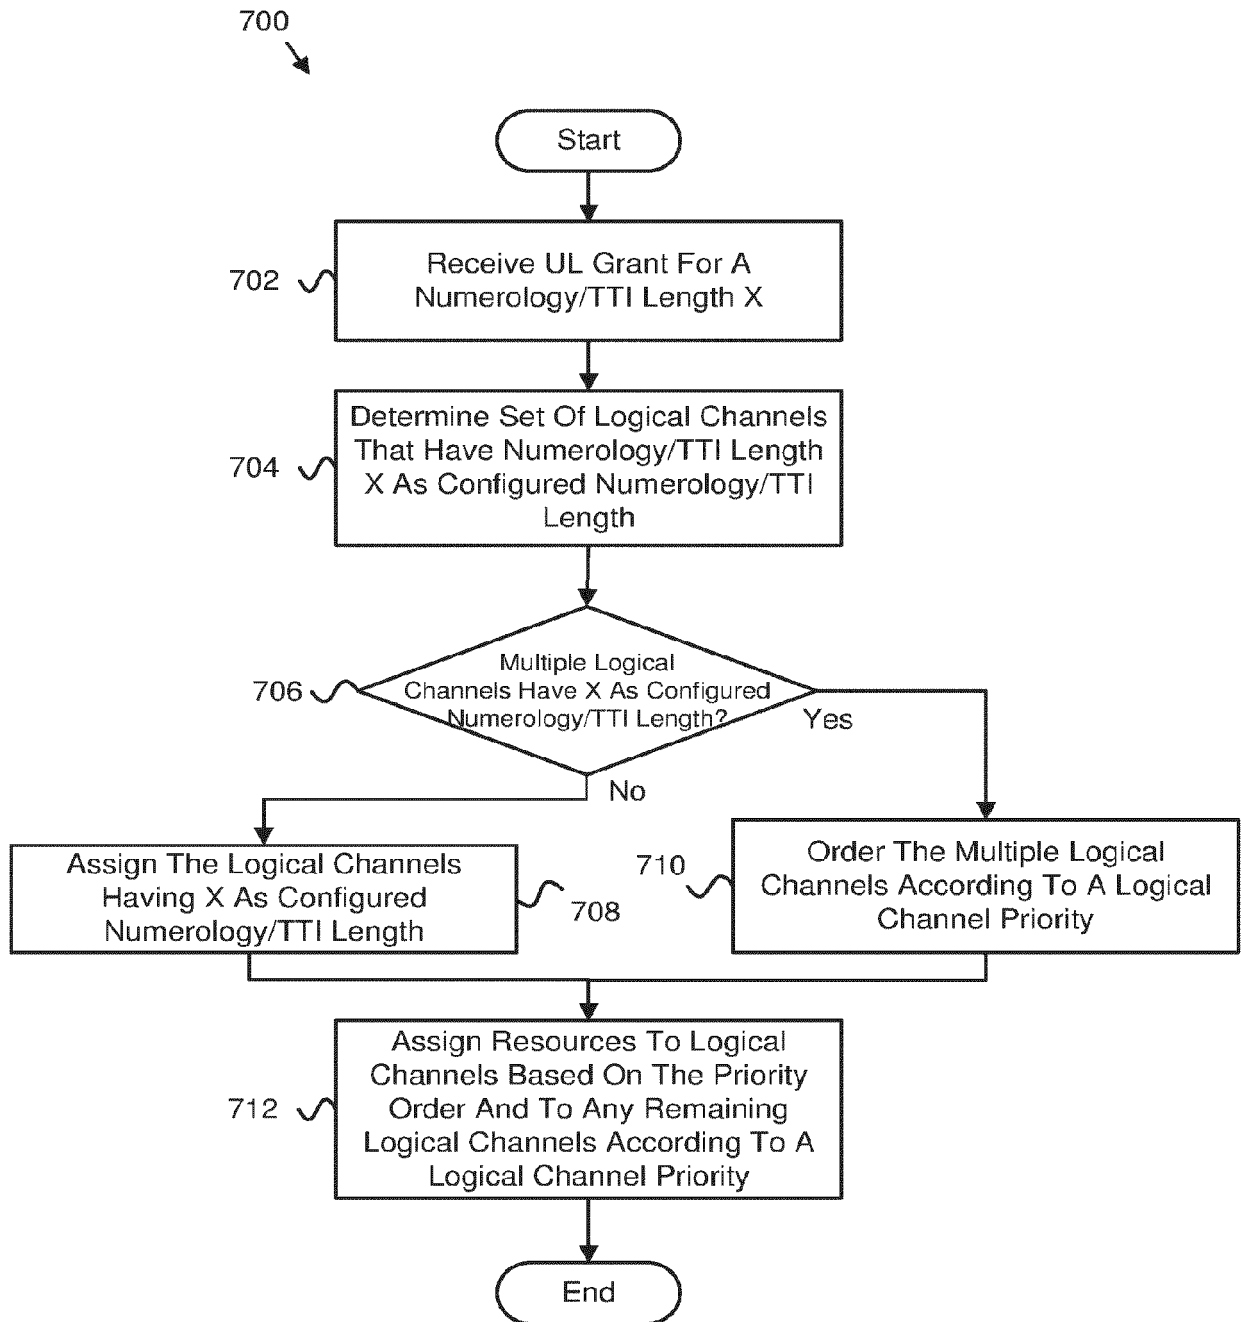 700
Start
702
Receive UL Grant For A
Numerology/TTI Length X
704
Determine Set Of Logical Channels
That Have Numerology/TTI Length
X As Configured Numerology/TTI
Length
706
Multiple Logical
Channels Have X As Configured
Numerology/TTI Length?
Yes
No
Assign The Logical Channels
Having X As Configured
Numerology/TTI Length
708
710
Order The Multiple Logical
Channels According To A Logical
Channel Priority
712
Assign Resources To Logical
Channels Based On The Priority
Order And To Any Remaining
Logical Channels According To A
Logical Channel Priority
End